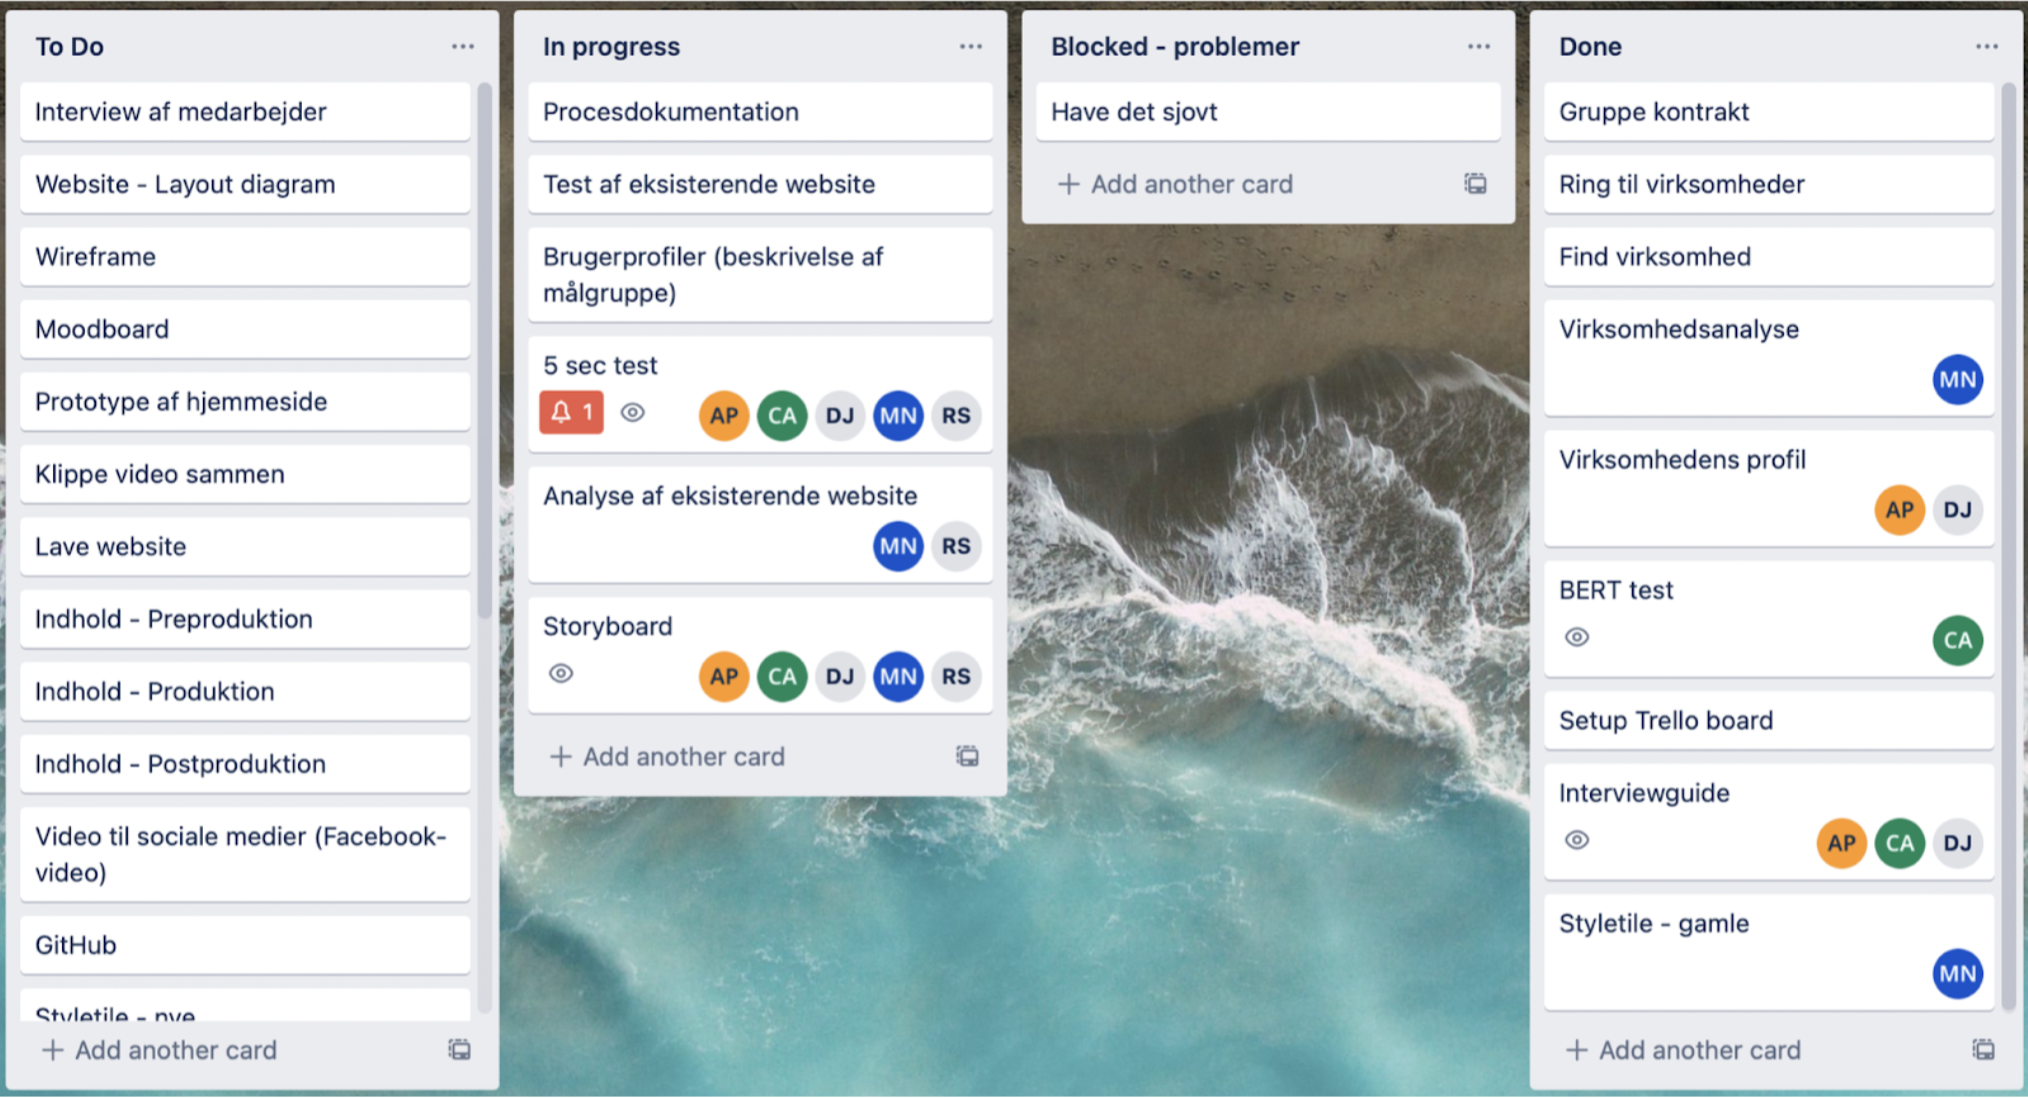 To Do
Interview af medarbejder
Website - Layout diagram
Wireframe
Moodboard
Prototype af hjemmeside
Klippe video sammen
Lave website
Indhold - Preproduktion
Indhold - Produktion
Indhold - Postproduktion
Video til sociale medier (Facebook-
video)
GitHub
Styletile - nye
+ Add another card
In progress
Procesdokumentation
Test af eksisterende website
Brugerprofiler (beskrivelse af
målgruppe)
5 sec test
1 AP CA DJ MN RS
Analyse af eksisterende website
MN RS
Storyboard
AP CA DJ MN RS
+ Add another card
Blocked - problemer
Have det sjovt
+ Add another card
Done
Gruppe kontrakt
Ring til virksomheder
Find virksomhed
Virksomhedsanalyse
MN
Virksomhedens profil
AP DJ
BERT test
CA
Setup Trello board
Interviewguide
AP CA DJ
Styletile - gamle
MN
+ Add another card